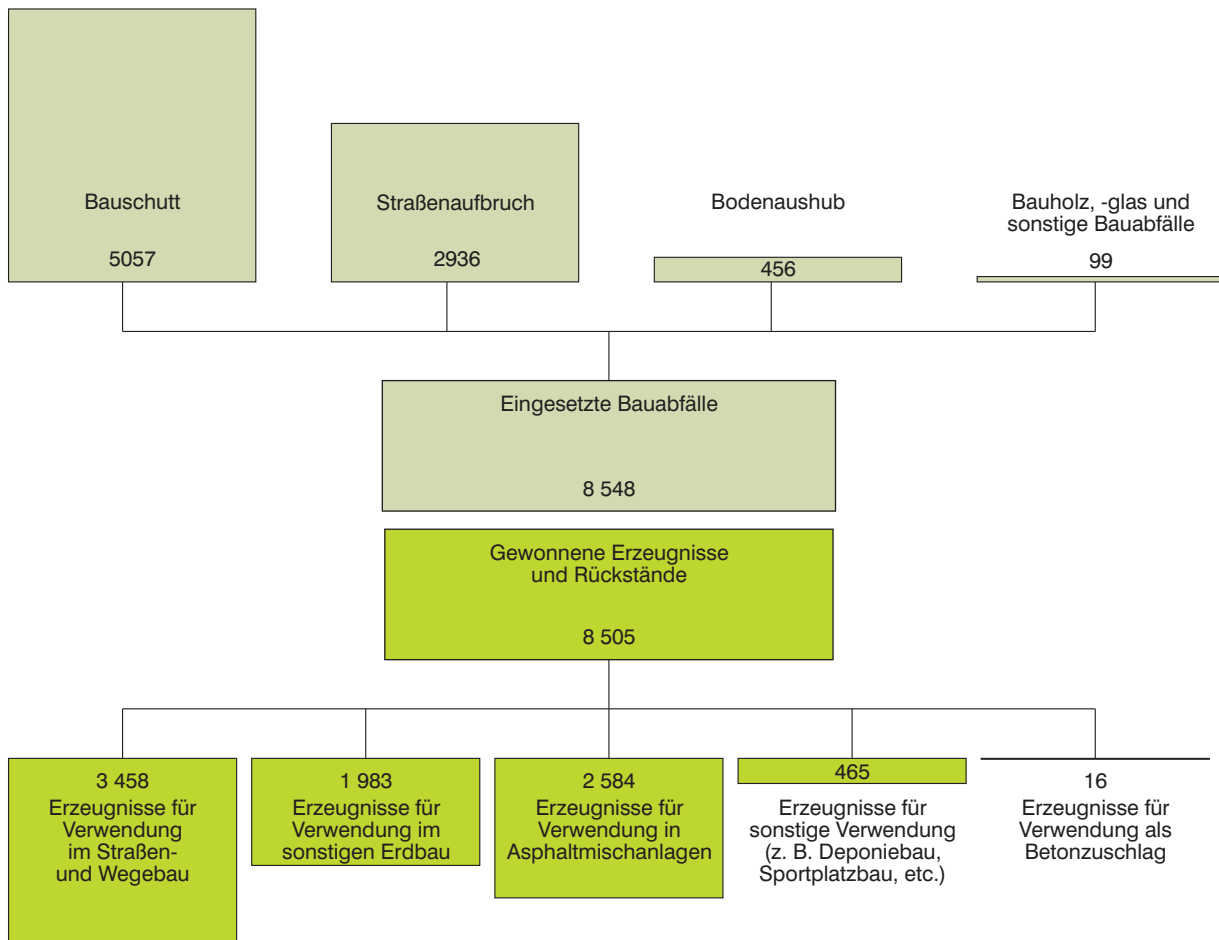 Bauschutt
5057
Straßenaufbruch
2936
Bodenaushub
456
Bauholz, -glas und
sonstige Bauabfälle
99
Eingesetzte Bauabfälle
8 548
Gewonnene Erzeugnisse
und Rückstände
8 505
3 458
Erzeugnisse für
Verwendung
im Straßen-
und Wegebau
1 983
Erzeugnisse für
Verwendung im
sonstigen Erdbau
2 584
Erzeugnisse für
Verwendung in
Asphaltmischanlagen
465
Erzeugnisse für
sonstige Verwendung
(z. B. Deponiebau,
Sportplatzbau, etc.)
16
Erzeugnisse für
Verwendung als
Betonzuschlag